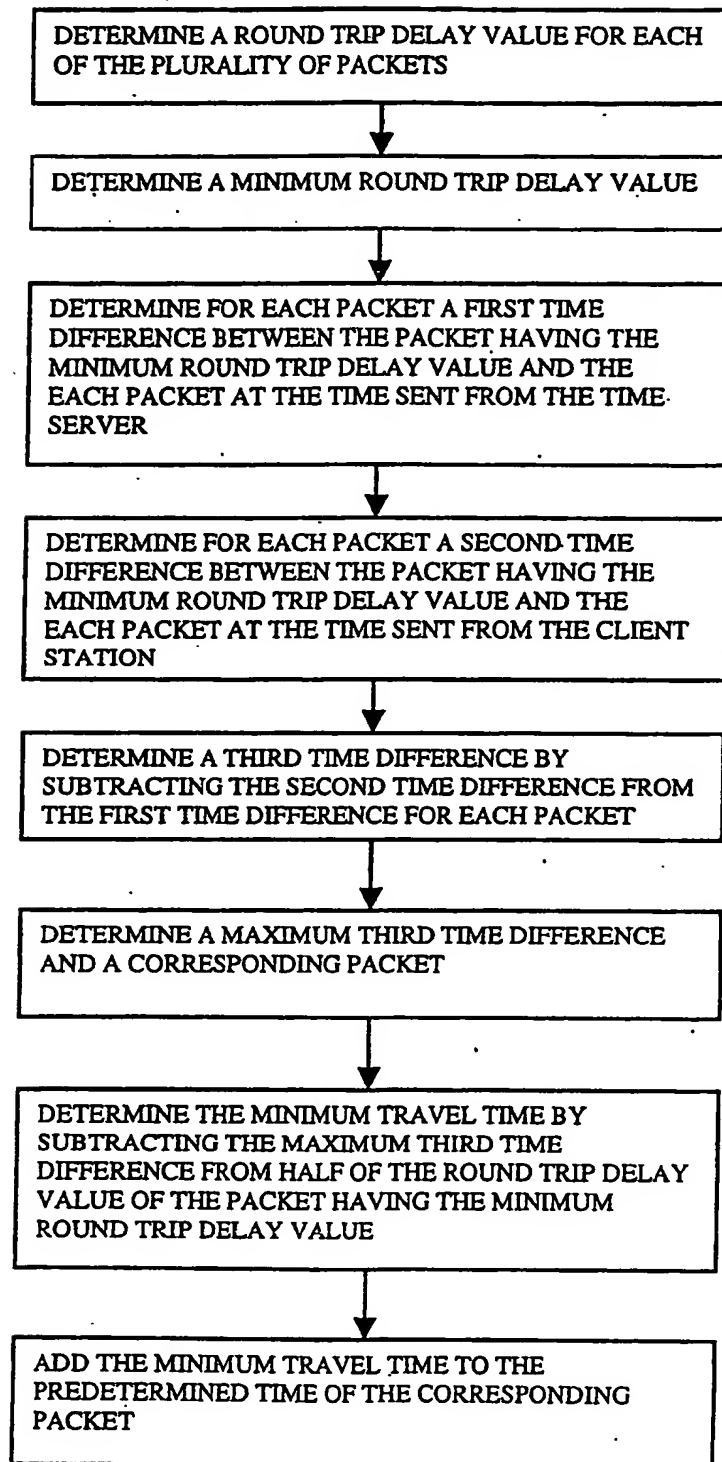 DETERMINE A ROUND TRIP DELAY VALUE FOR EACH
OF THE PLURALITY OF PACKETS
DETERMINE A MINIMUM ROUND TRIP DELAY VALUE
DETERMINE FOR EACH PACKET A FIRST TIME
DIFFERENCE BETWEEN THE PACKET HAVING THE
MINIMUM ROUND TRIP DELAY VALUE AND THE
EACH PACKET AT THE TIME SENT FROM THE TIME
SERVER
DETERMINE FOR EACH PACKET A SECOND TIME
DIFFERENCE BETWEEN THE PACKET HAVING THE
MINIMUM ROUND TRIP DELAY VALUE AND THE
EACH PACKET AT THE TIME SENT FROM THE CLIENT
STATION
DETERMINE A THIRD TIME DIFFERENCE BY
SUBTRACTING THE SECOND TIME DIFFERENCE FROM
THE FIRST TIME DIFFERENCE FOR EACH PACKET
DETERMINE A MAXIMUM THIRD TIME DIFFERENCE
AND A CORRESPONDING PACKET
DETERMINE THE MINIMUM TRAVEL TIME BY
SUBTRACTING THE MAXIMUM THIRD TIME
DIFFERENCE FROM HALF OF THE ROUND TRIP DELAY
VALUE OF THE PACKET HAVING THE MINIMUM
ROUND TRIP DELAY VALUE
ADD THE MINIMUM TRAVEL TIME TO THE
PREDETERMINED TIME OF THE CORRESPONDING
PACKET